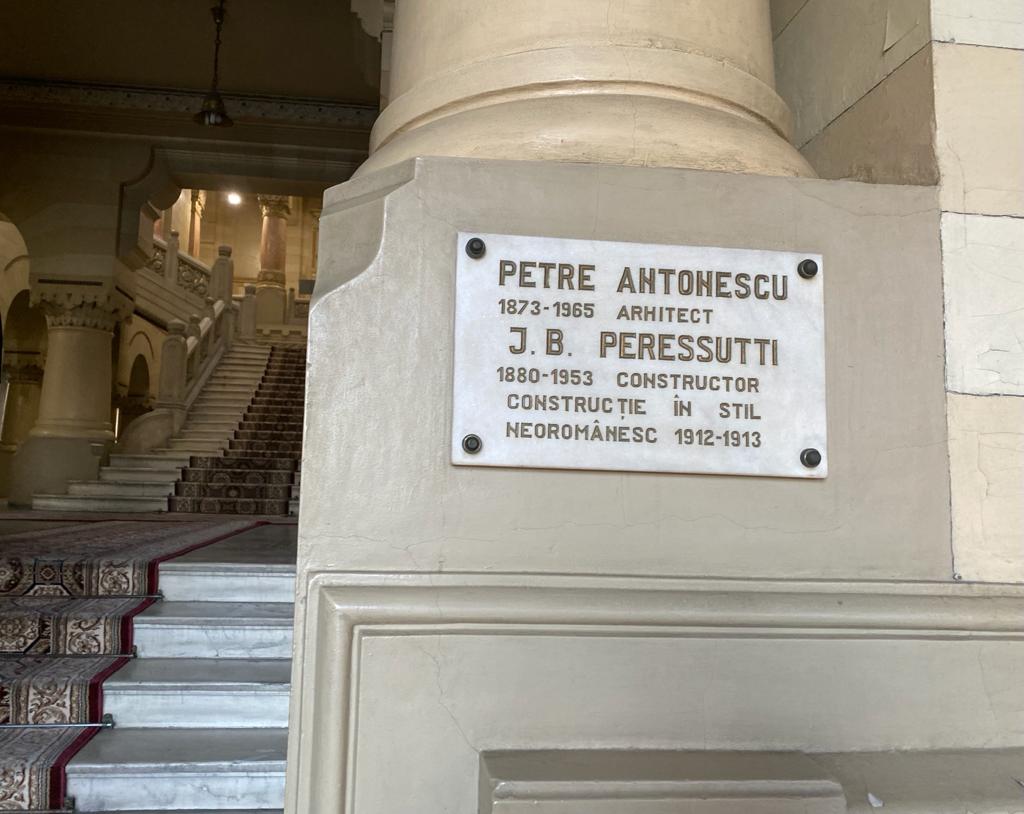 PETRE ANTONESCU
1873-1965 ARHITECT
J. B. PERESSUTTI
1880-1953 CONSTRUCTOR
CONSTRUCȚIE ÎN STIL
NEOROMÂNESC 1912-1913